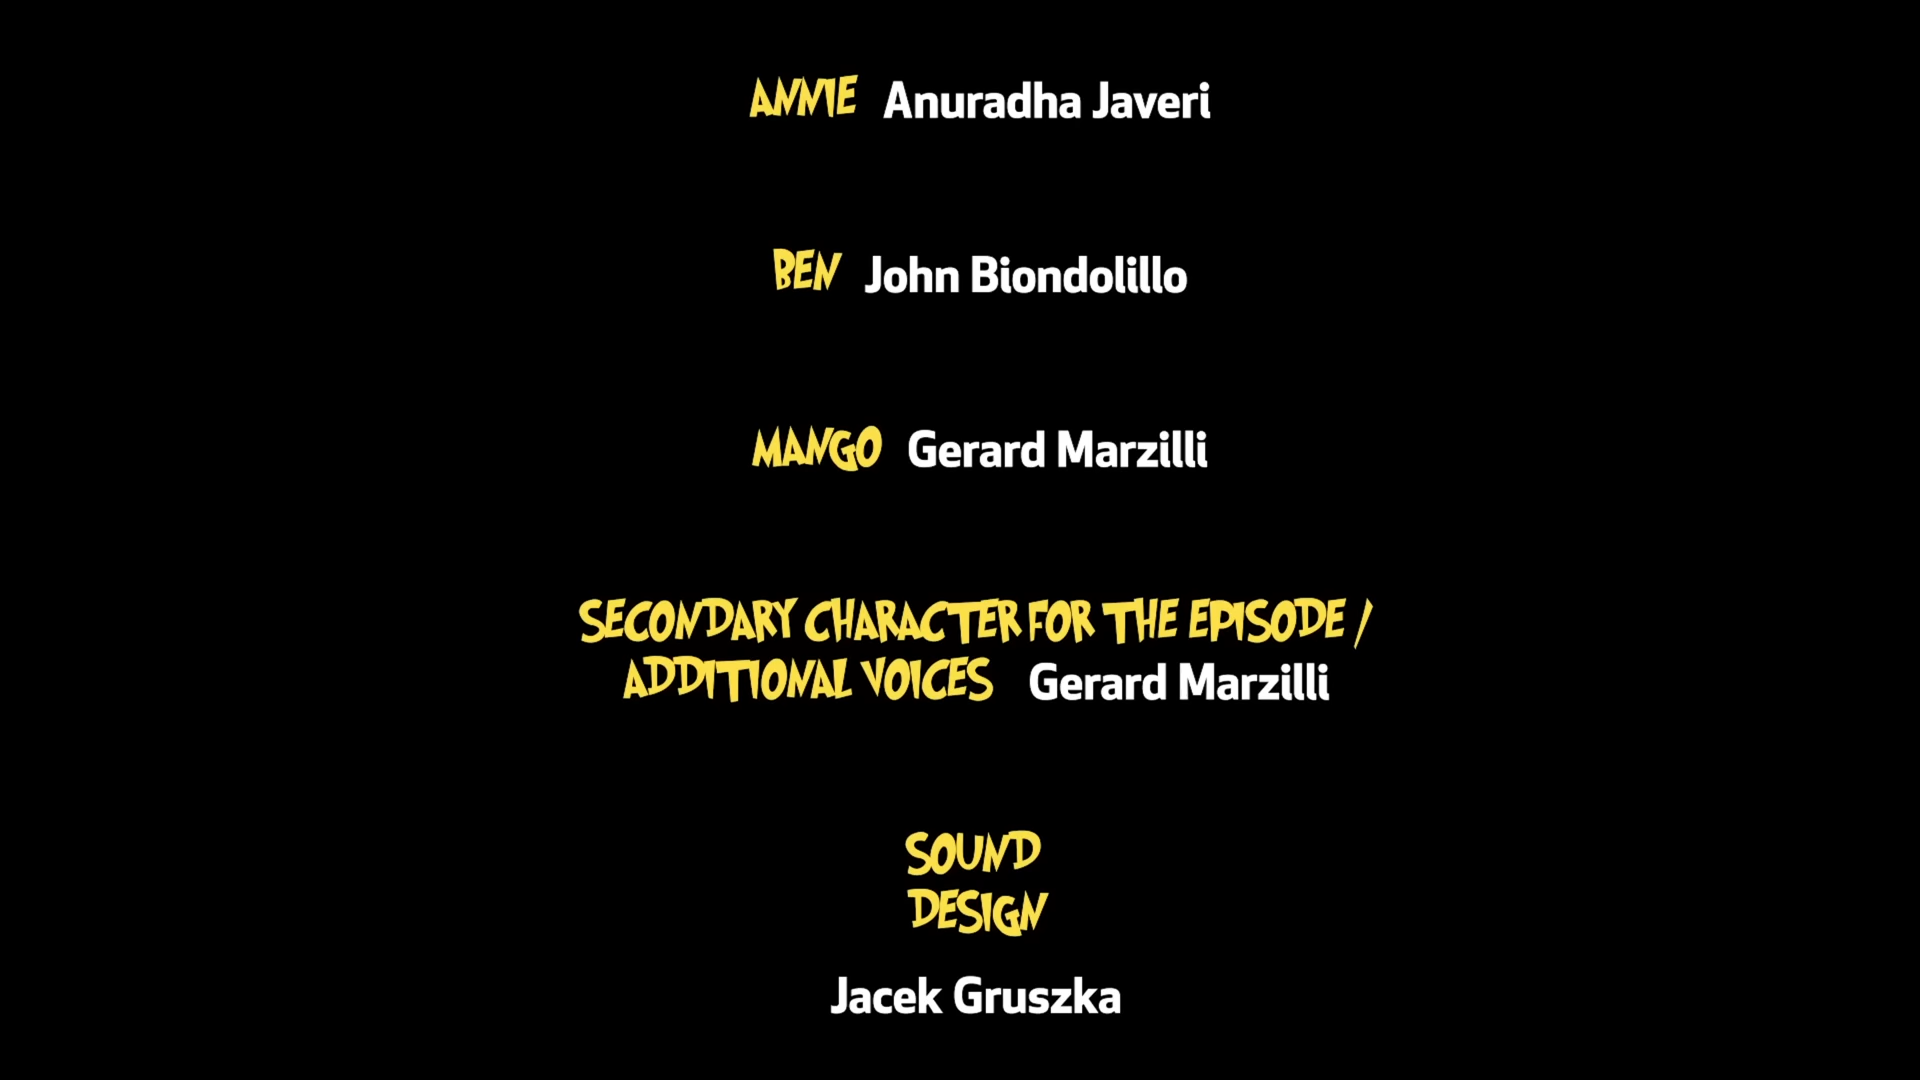 ANNIE Anuradha Javeri
BEN John Biondolillo
MANGO Gerard Marzilli
SECONDARY CHARACTER FOR THE EPISODE /
ADDITIONAL VOICES Gerard Marzilli
SOUND
DESIGN
Jacek Gruszka